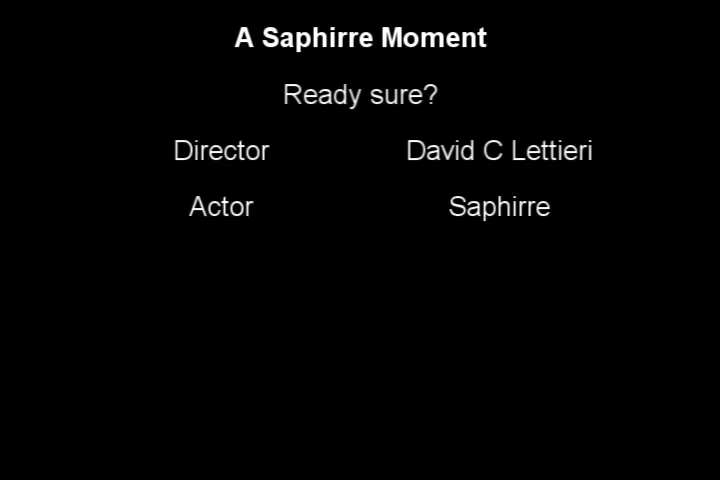 A Saphirre Moment
Ready sure?
Director David C Lettieri
Actor Saphirre